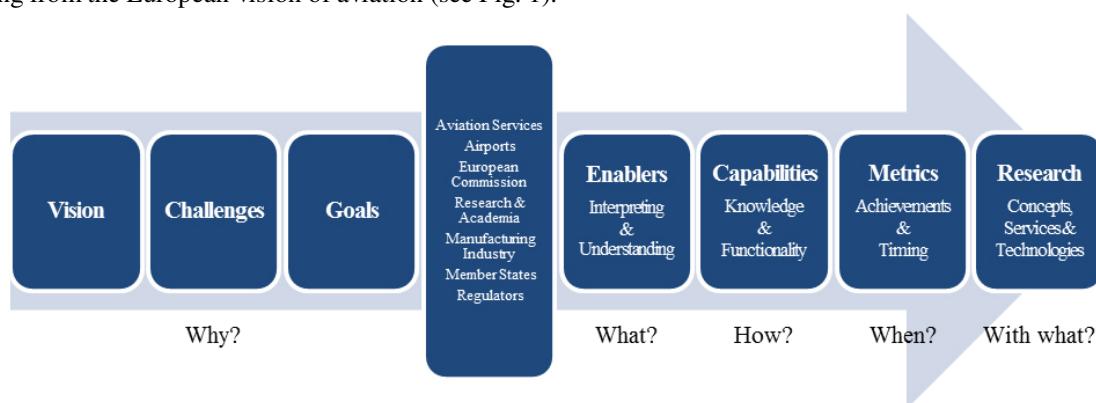 ng from the European vision of aviation (see Fig. 1).
Vision
Challenges
Goals
Aviation Services
Airports
European
Commission
Research &
Academia
Manufacturing
Industry
Member States
Regulators
Enablers
Interpreting
&
Understanding
Capabilities
Knowledge
&
Functionality
Metrics
Achievements
&
Timing
Research
Concepts,
Services &
Technologies
Why?
What?
How?
When?
With what?